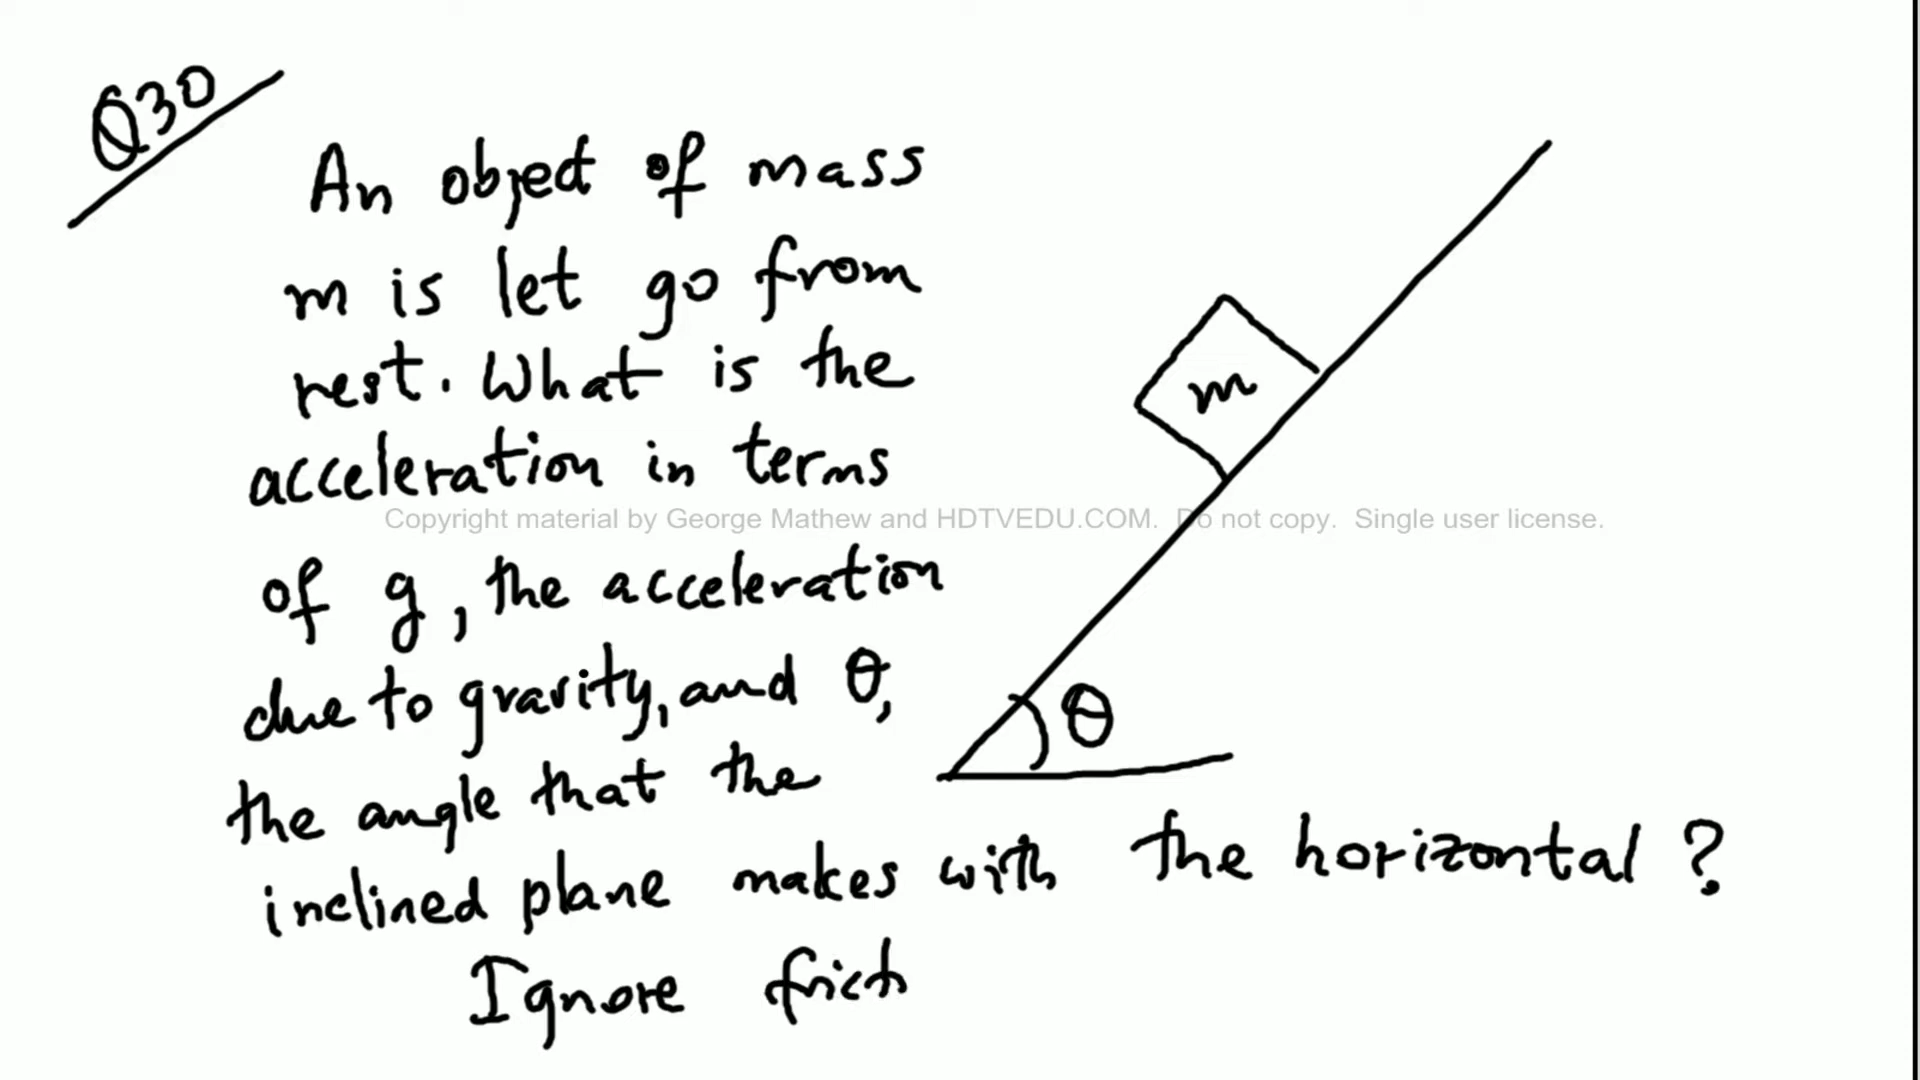 Q30
An object of mass
m is let go from
rest. What is the
acceleration in terms
Copyright material by George Mathew and HDTVEDU.COM. Do not copy. Single user license.
of g, the acceleration
due to gravity, and θ,
the angle that the
inclined plane makes with the horizontal ?
Ignore frict
m
θ